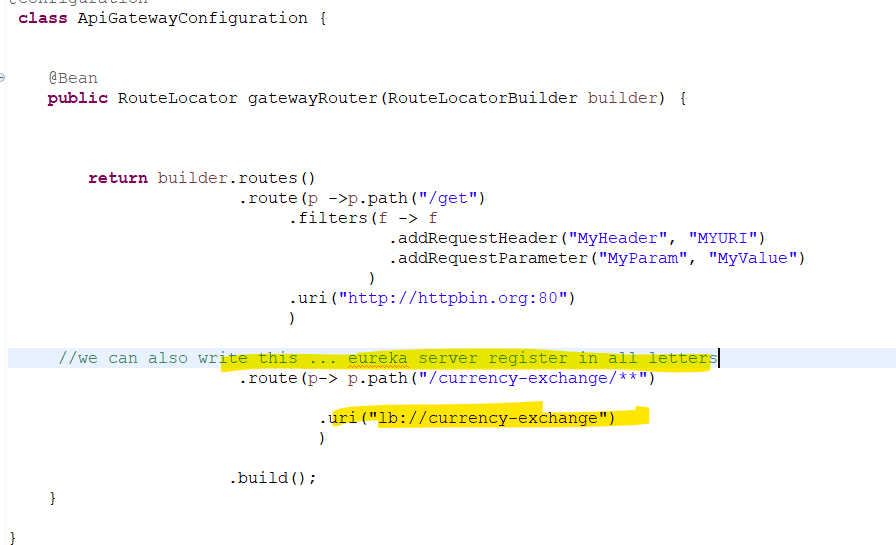 @Configuration
class ApiGatewayConfiguration {
@Bean
public RouteLocator gatewayRouter(RouteLocatorBuilder builder) {
return builder.routes()
.route(p ->p.path("/get")
.filters(f -> f
.addRequestHeader("MyHeader", "MYURI")
.addRequestParameter("MyParam", "MyValue")
)
.uri("http://httpbin.org:80")
)
//we can also write this ... eureka server register in all letters
.route(p-> p.path("/currency-exchange/**")
.uri("lb://currency-exchange")
)
.build();
}
}